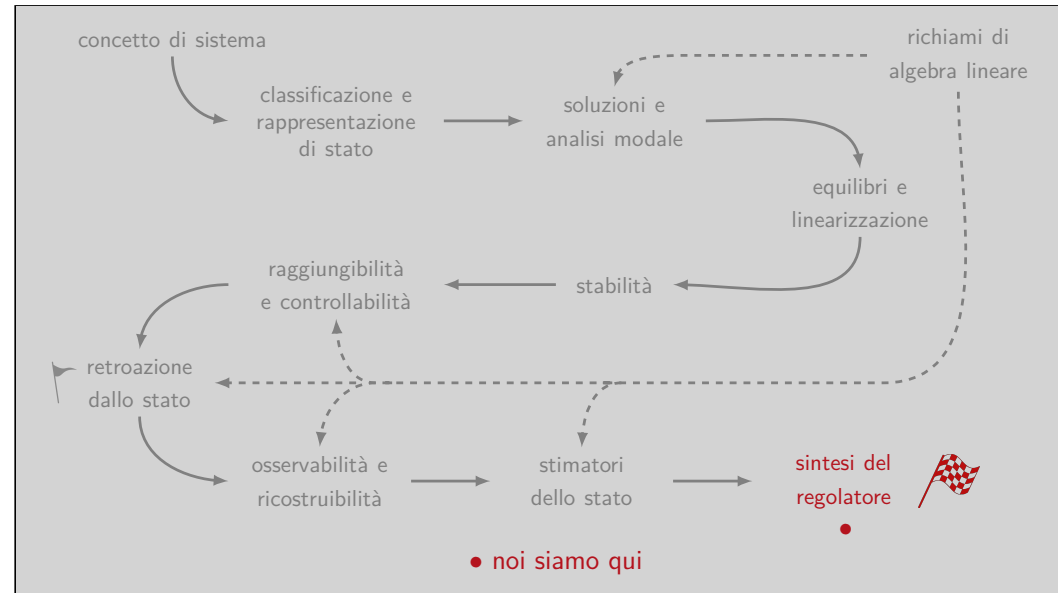 concetto di sistema
richiami di
algebra lineare
classificazione e
rappresentazione
di stato
soluzioni e
analisi modale
equilibri e
linearizzazione
stabilità
raggiungibilità
e controllabilità
retroazione
dallo stato
osservabilità e
ricostruibilità
stimatori
dello stato
sintesi del
regolatore
noi siamo qui